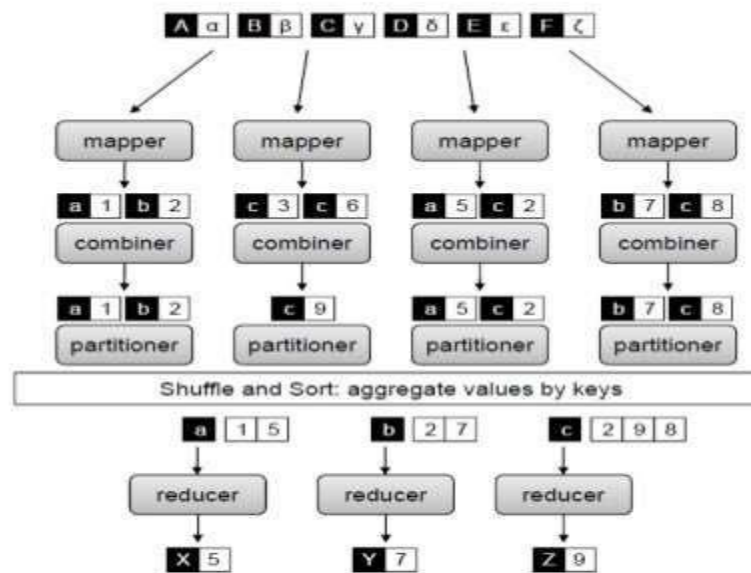 A α B β C γ D δ E ε F ζ
mapper mapper mapper mapper
a 1 b 2 c 3 c 6 a 5 c 2 b 7 c 8
combiner combiner combiner combiner
a 1 b 2 c 9 a 5 c 2 b 7 c 8
partitioner partitioner partitioner partitioner
Shuffle and Sort: aggregate values by keys
a 1 5 b 2 7 c 2 9 8
reducer reducer reducer
X 5 Y 7 Z 9